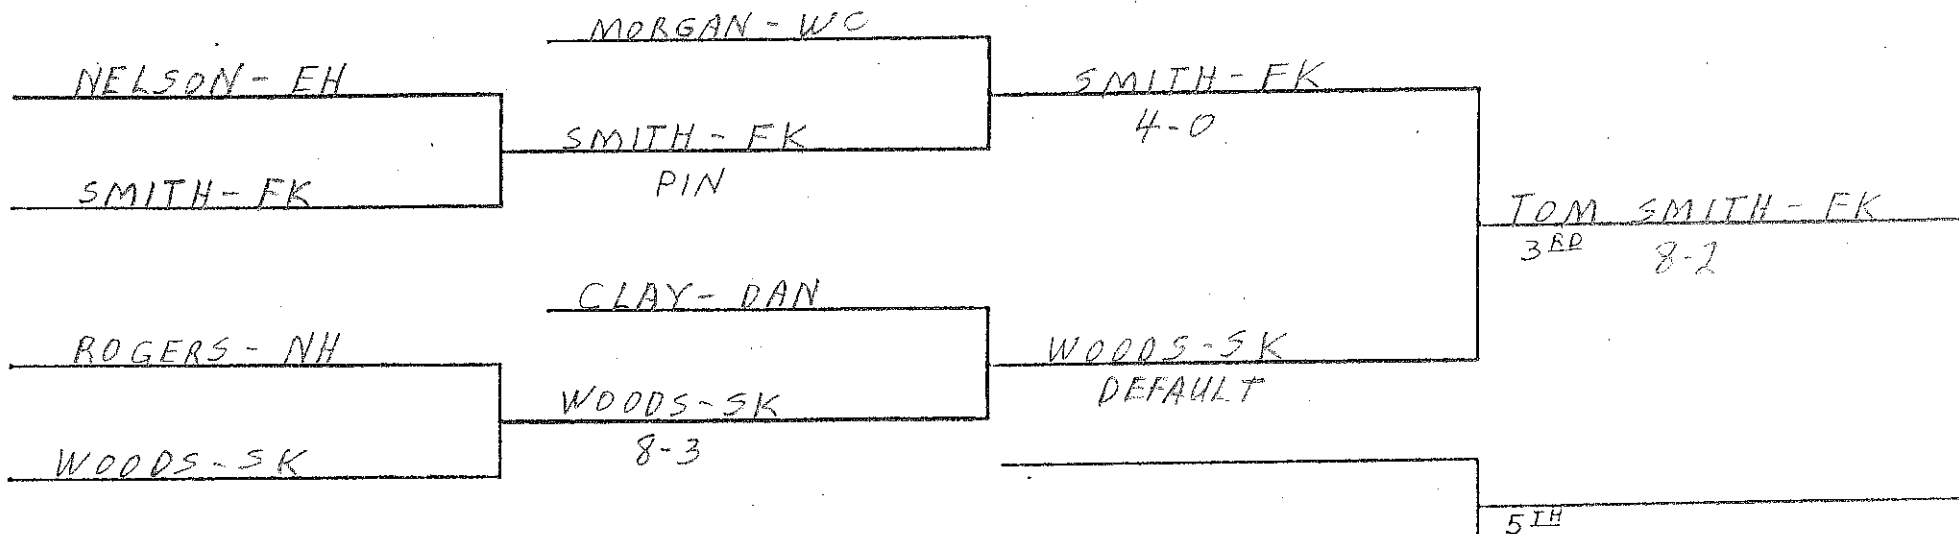 MORGAN - WC
NELSON - EH
SMITH - FK
4-0
SMITH - FK
PIN
SMITH - FK
TOM SMITH - FK
3RD 8-2
CLAY - DAN
ROGERS - NH
WOODS - SK
DEFAULT
WOODS - SK
8-3
WOODS - SK
5TH